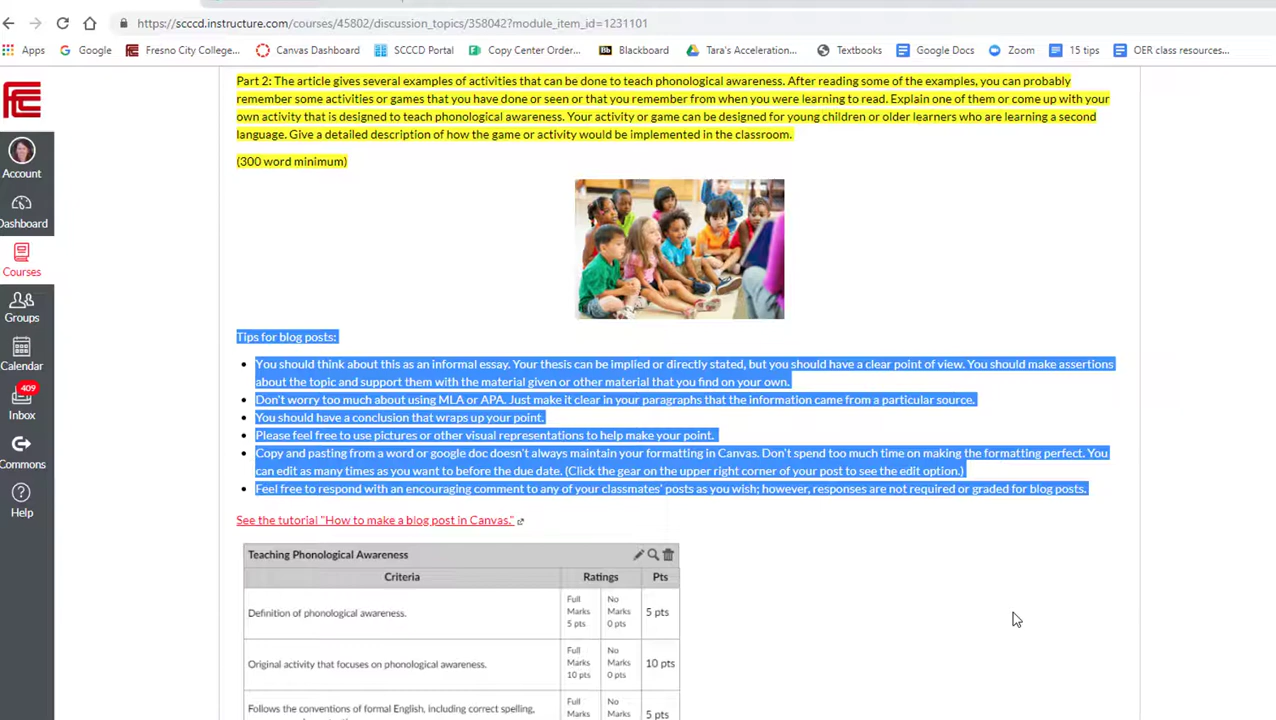 https://scccd.instructure.com/courses/45802/discussion_topics/358042?module_item_id=1231101
Apps Google Fresno City College... Canvas Dashboard SCCCD Portal Copy Center Order... Bb Blackboard Tara's Acceleration... Textbooks Google Docs Zoom 15 tips OER class resources...
Part 2: The article gives several examples of activities that can be done to teach phonological awareness. After reading some of the examples, you can probably
remember some activities or games that you have done or seen or that you remember from when you were learning to read. Explain one of them or come up with your
own activity that is designed to teach phonological awareness. Your activity or game can be designed for young children or older learners who are learning a second
language. Give a detailed description of how the game or activity would be implemented in the classroom.
(300 word minimum)
Account
Dashboard
Courses
Groups
Calendar
409
Inbox
Commons
Help
Tips for blog posts:
You should think about this as an informal essay. Your thesis can be implied or directly stated, but you should have a clear point of view. You should make assertions
about the topic and support them with the material given or other material that you find on your own.
Don't worry too much about using MLA or APA. Just make it clear in your paragraphs that the information came from a particular source.
You should have a conclusion that wraps up your point.
Please feel free to use pictures or other visual representations to help make your point.
Copy and pasting from a word or google doc doesn't always maintain your formatting in Canvas. Don't spend too much time on making the formatting perfect. You
can edit as many times as you want to before the due date. (Click the gear on the upper right corner of your post to see the edit option.)
Feel free to respond with an encouraging comment to any of your classmates' posts as you wish; however, responses are not required or graded for blog posts.
See the tutorial "How to make a blog post in Canvas."
Teaching Phonological Awareness
Criteria Ratings Pts
Definition of phonological awareness.
Full
Marks
5 pts
No
Marks
0 pts
5 pts
Original activity that focuses on phonological awareness.
Full
Marks
10 pts
No
Marks
0 pts
10 pts
Follows the conventions of formal English, including correct spelling,
Full
Marks
No
Marks
5 pts